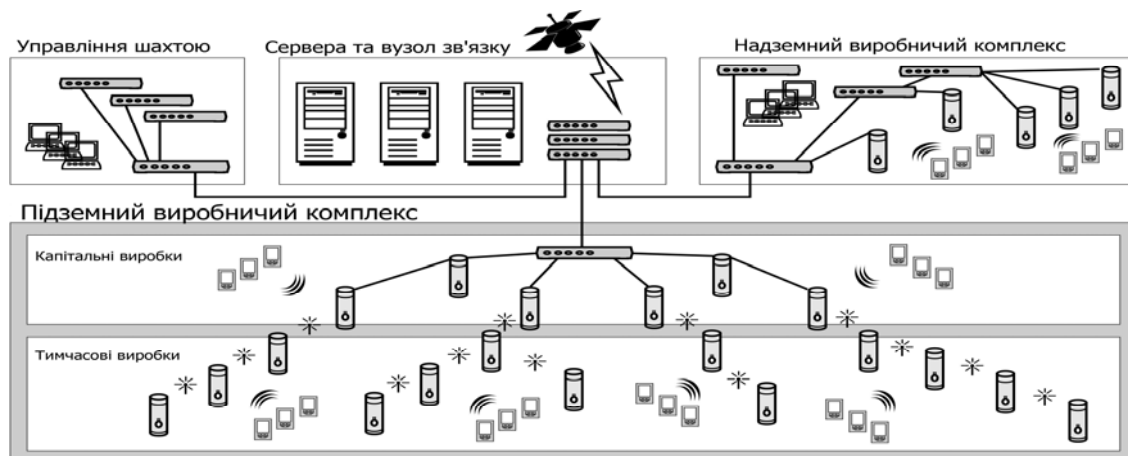 Управління шахтою
Сервера та вузол зв'язку
Надземний виробничий комплекс
Підземний виробничий комплекс
Капітальні виробки
Тимчасові виробки